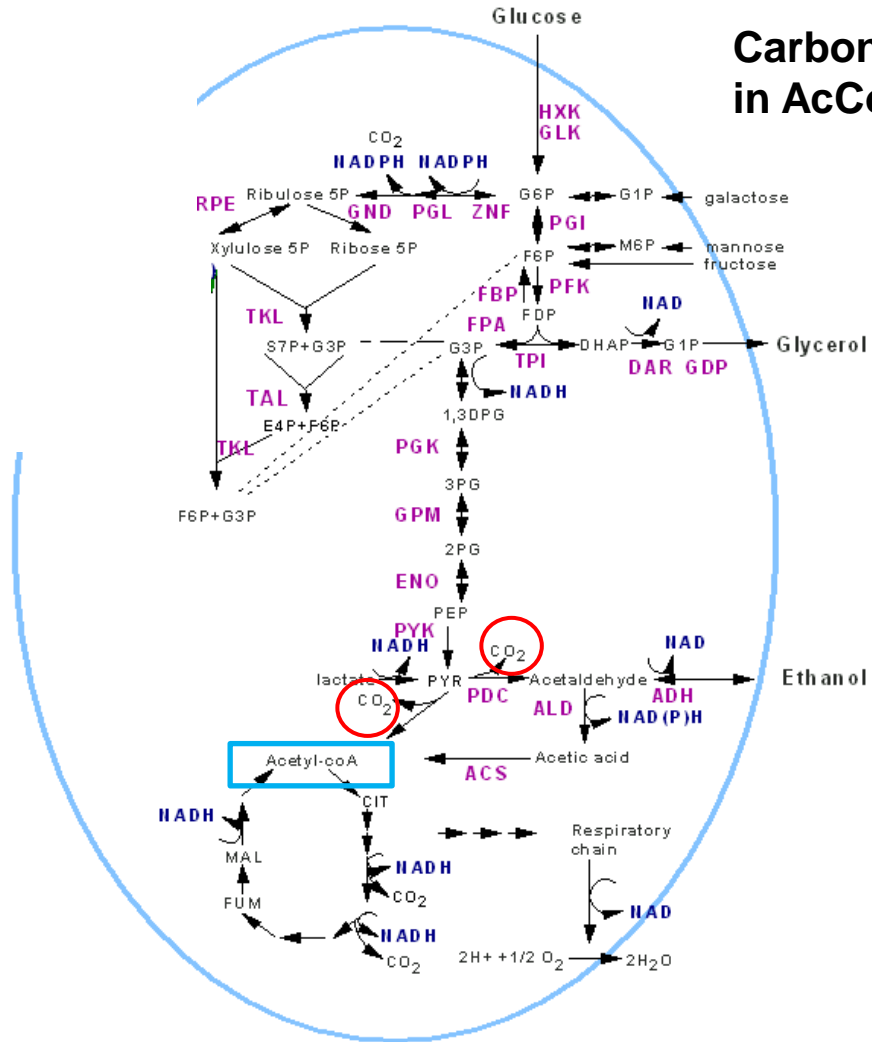 Glucose
Carbon
in AcCo
HXK
GLK
CO2
NADPH NADPH
RPE Ribulose 5P G6P G1P galactose
GND PGL ZNF
PGI
Xylulose 5P Ribose 5P M6P mannose
F6P fructose
FBP PFK
FDP NAD
TKL FPA
S7P+G3P G3P DHAP G1P Glycerol
TPI DAR GDP
NADH
TAL 1,3DPG
E4P+F6P
TKL PGK
3PG
F6P+G3P GPM
2PG
ENO
PEP
PYK
NADH CO2 NAD
lactate PYR Acetaldehyde Ethanol
CO2 PDC ALD ADH
NAD(P)H
Acetyl-coA Acetic acid
ACS
CIT
NADH
Respiratory
chain
MAL NADH
CO2
FUM NAD
NADH
CO2 2H+ +1/2 O2 2H2O